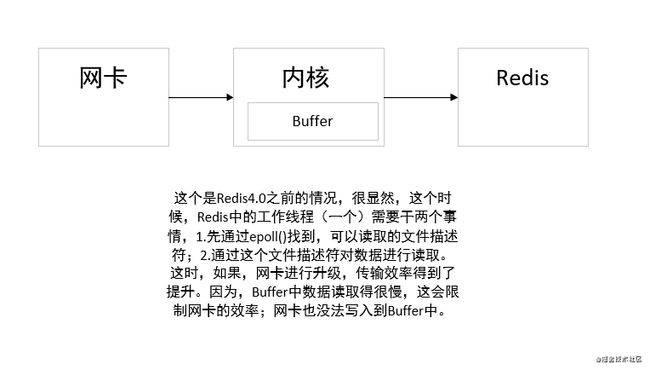 网卡
内核
Redis
Buffer
这个是Redis4.0之前的情况，很显然，这个时
候，Redis中的工作线程（一个）需要干两个事
情，1.先通过epoll()找到，可以读取的文件描述
符；2.通过这个文件描述符对数据进行读取。
这时，如果，网卡进行升级，传输效率得到了
提升。因为，Buffer中数据读取得很慢，这会限
制网卡的效率；网卡也没法写入到Buffer中。
@掘金技术社区